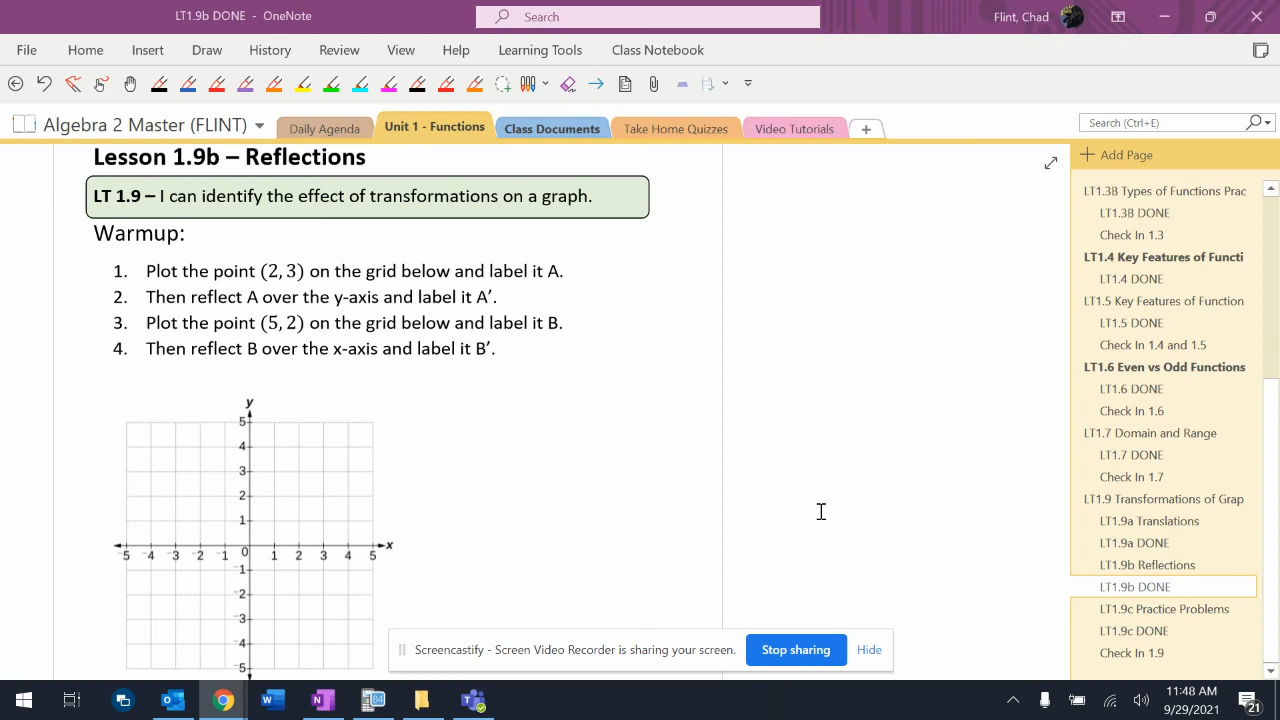 LT1.9b DONE - OneNote
Search
Flint, Chad
File Home Insert Draw History Review View Help Learning Tools Class Notebook
Algebra 2 Master (FLINT)
Daily Agenda
Unit 1 - Functions
Class Documents
Take Home Quizzes
Video Tutorials
Search (Ctrl+E)
Add Page
Lesson 1.9b – Reflections
LT 1.9 – I can identify the effect of transformations on a graph.
Warmup:
1. Plot the point (2, 3) on the grid below and label it A.
2. Then reflect A over the y-axis and label it A′.
3. Plot the point (5, 2) on the grid below and label it B.
4. Then reflect B over the x-axis and label it B′.
y
5
4
3
2
1
-5 -4 -3 -2 -1 0 1 2 3 4 5 x
-1
-2
-3
-4
-5
LT1.3B Types of Functions Prac
LT1.3B DONE
Check In 1.3
LT1.4 Key Features of Functi
LT1.4 DONE
LT1.5 Key Features of Function
LT1.5 DONE
Check In 1.4 and 1.5
LT1.6 Even vs Odd Functions
LT1.6 DONE
Check In 1.6
LT1.7 Domain and Range
LT1.7 DONE
Check In 1.7
LT1.9 Transformations of Grap
LT1.9a Translations
LT1.9a DONE
LT1.9b Reflections
LT1.9b DONE
LT1.9c Practice Problems
LT1.9c DONE
Check In 1.9
Screencastify - Screen Video Recorder is sharing your screen.
Stop sharing
Hide
11:48 AM
9/29/2021
21